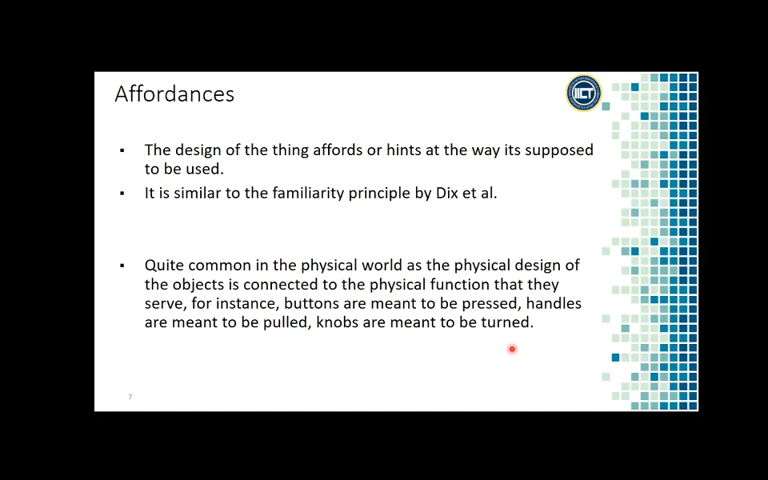 Affordances
IICT
▪ The design of the thing affords or hints at the way its supposed
to be used.
▪ It is similar to the familiarity principle by Dix et al.
▪ Quite common in the physical world as the physical design of
the objects is connected to the physical function that they
serve, for instance, buttons are meant to be pressed, handles
are meant to be pulled, knobs are meant to be turned.
7